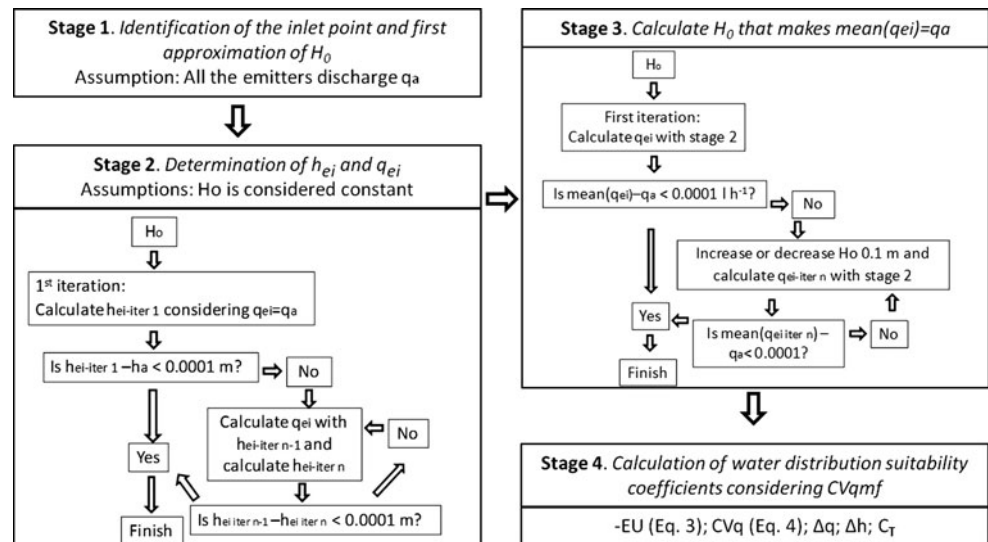 Stage 1. Identification of the inlet point and first
approximation of H₀
Assumption: All the emitters discharge qa
Stage 2. Determination of hei and qei
Assumptions: Ho is considered constant
Ho
1st iteration:
Calculate hei-iter 1 considering qei=qa
Is hei-iter 1 –ha < 0.0001 m?
No
Calculate qei with
hei-iter n-1 and
calculate hei-iter n
No
Yes
Is hei iter n-1–hei iter n < 0.0001 m?
Finish
Stage 3. Calculate H₀ that makes mean(qei)=qa
Ho
First iteration:
Calculate qei with stage 2
Is mean(qei)–qa < 0.0001 l h⁻¹?
No
Increase or decrease Ho 0.1 m and
calculate qei-iter n with stage 2
Yes
Is mean(qei iter n) –
qa< 0.0001?
No
Finish
Stage 4. Calculation of water distribution suitability
coefficients considering CVqmf
-EU (Eq. 3); CVq (Eq. 4); Δq; Δh; CT